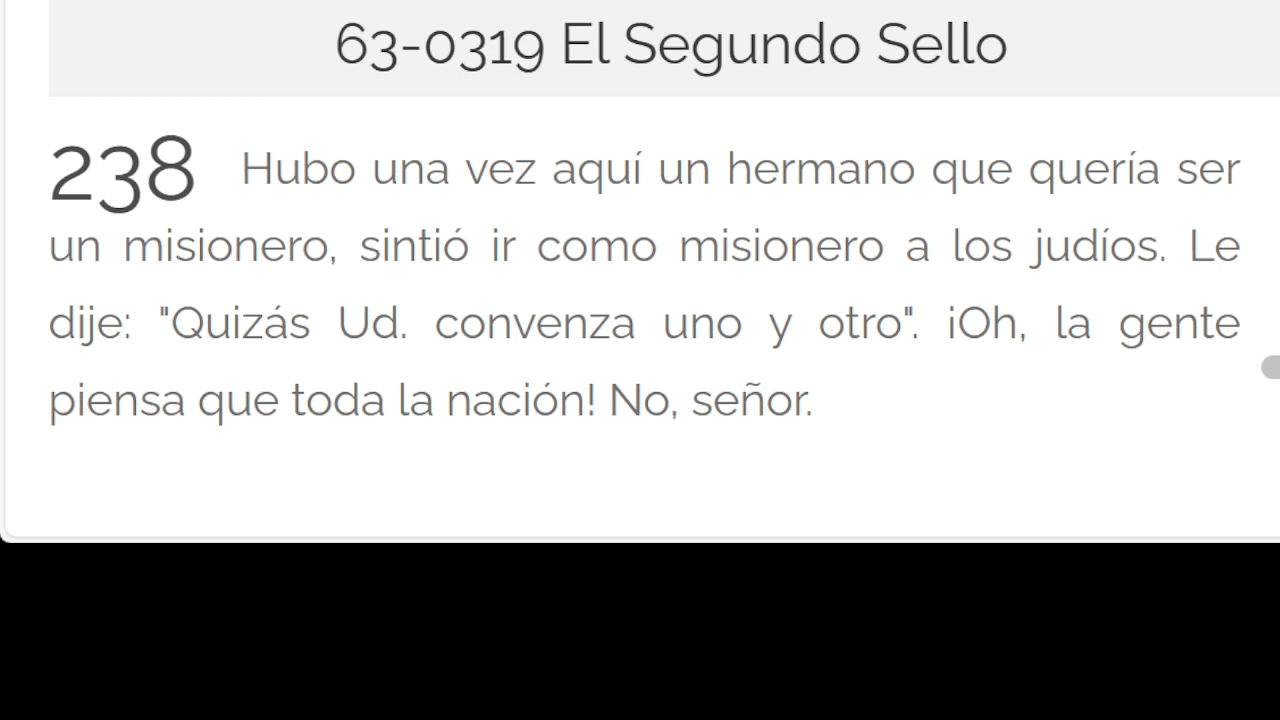 63-0319 El Segundo Sello
238 Hubo una vez aquí un hermano que quería ser
un misionero, sintió ir como misionero a los judíos. Le
dije: "Quizás Ud. convenza uno y otro". ¡Oh, la gente
piensa que toda la nación! No, señor.